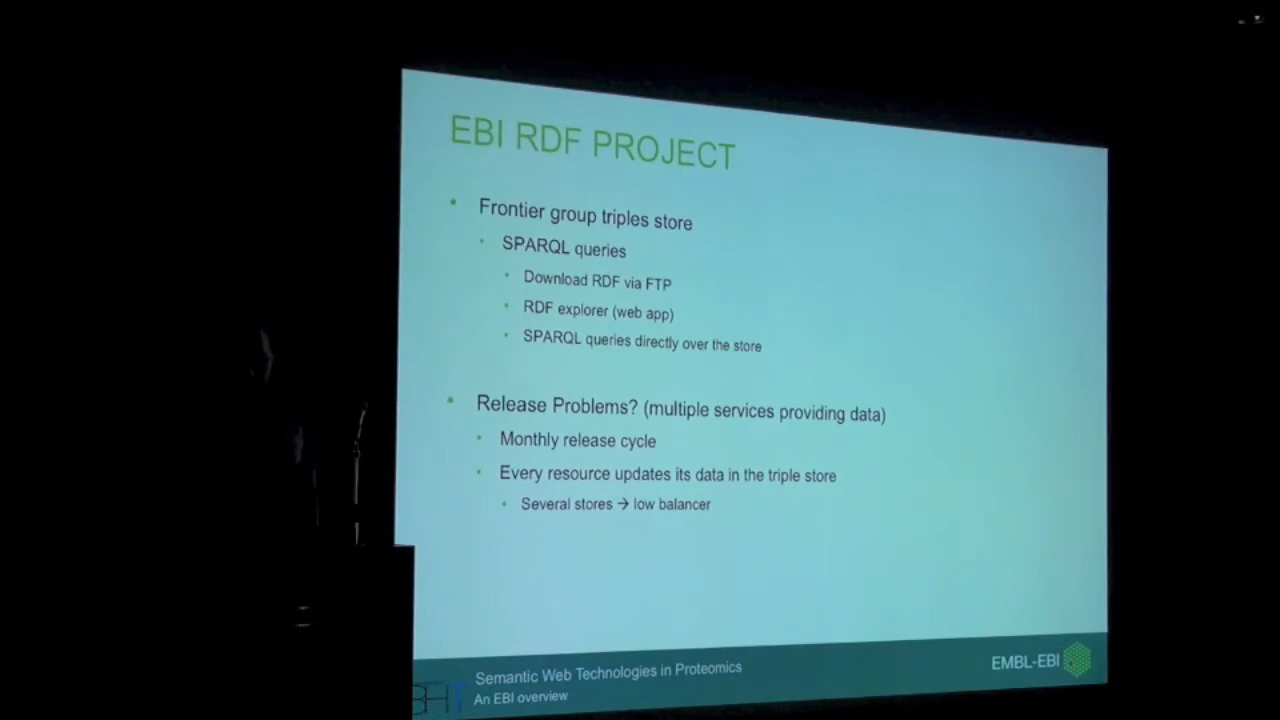 EBI RDF PROJECT
• Frontier group triples store
• SPARQL queries
• Download RDF via FTP
• RDF explorer (web app)
• SPARQL queries directly over the store
• Release Problems? (multiple services providing data)
• Monthly release cycle
• Every resource updates its data in the triple store
• Several stores → low balancer
Semantic Web Technologies in Proteomics
An EBI overview
EMBL-EBI